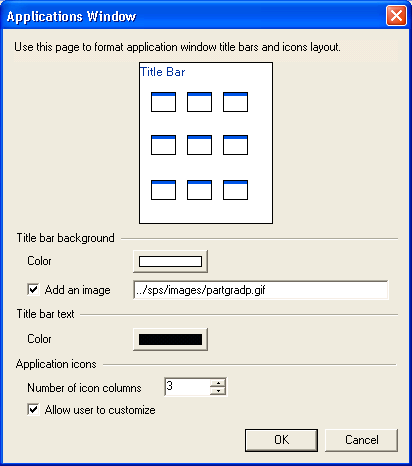 Applications Window
Use this page to format application window title bars and icons layout.
Title Bar
Title bar background
Color
Add an image ../sps/images/partgradp.gif
Title bar text
Color
Application icons
Number of icon columns 3
Allow user to customize
OK Cancel